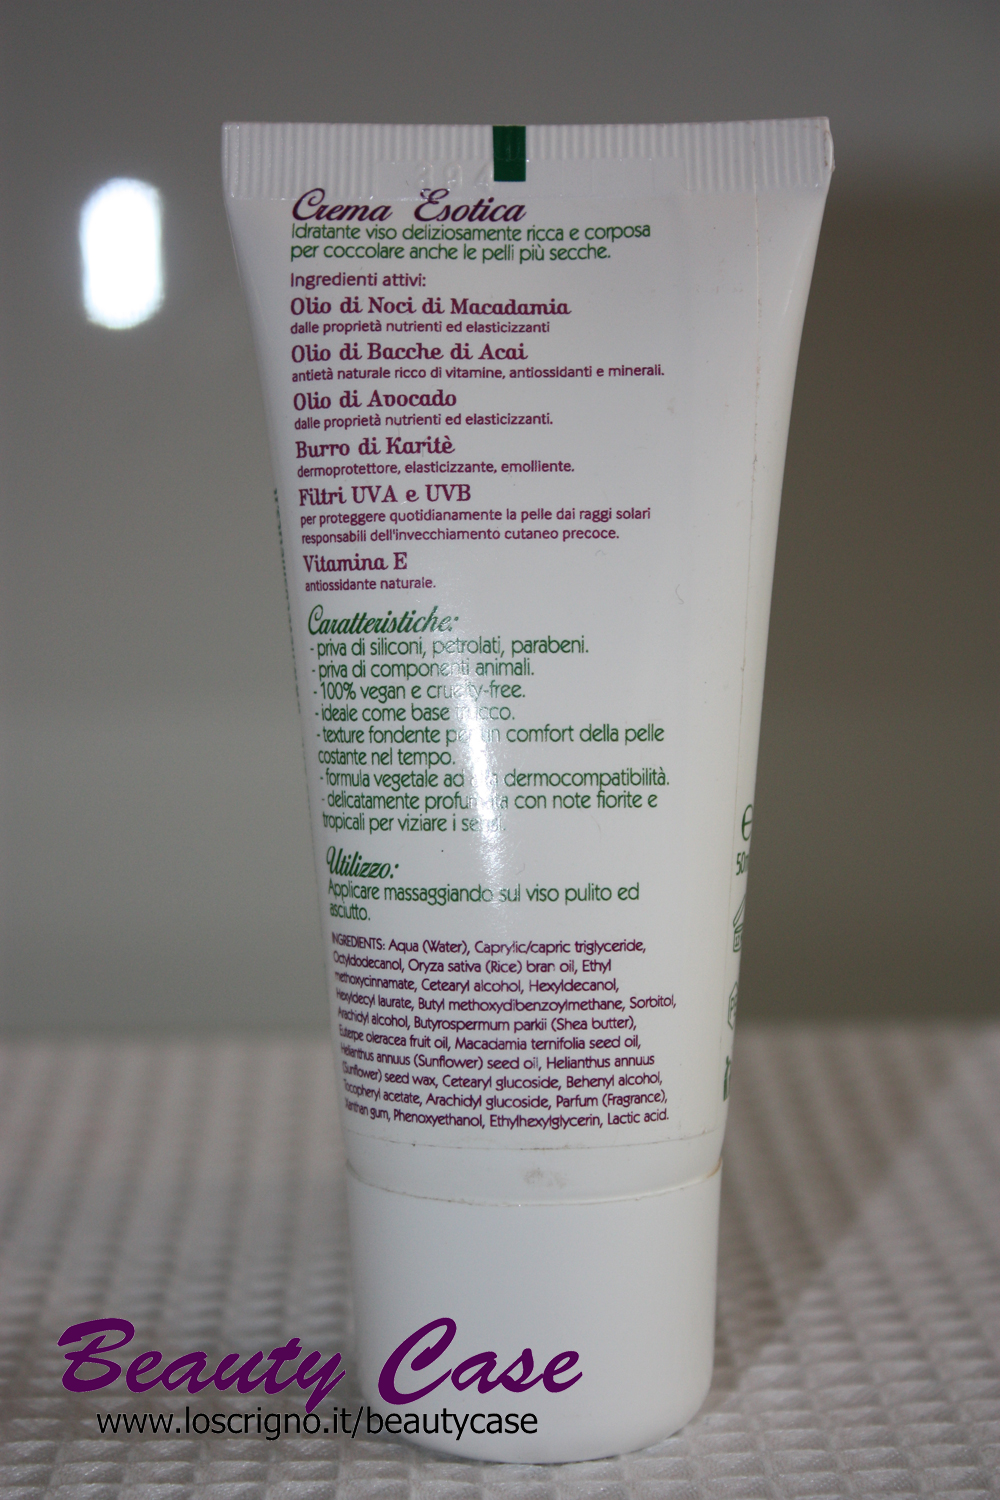 Crema Esotica
Idratante viso deliziosamente ricca e corposa
per coccolare anche le pelli più secche.
Ingredienti attivi:
Olio di Noci di Macadamia
dalle proprietà nutrienti ed elasticizzanti
Olio di Bacche di Acai
antietà naturale ricco di vitamine, antiossidanti e minerali.
Olio di Avocado
dalle proprietà nutrienti ed elasticizzanti.
Burro di Karitè
dermoprotettore, elasticizzante, emolliente.
Filtri UVA e UVB
per proteggere quotidianamente la pelle dai raggi solari
responsabili dell'invecchiamento cutaneo precoce.
Vitamina E
antiossidante naturale.
Caratteristiche:
- priva di siliconi, petrolati, parabeni.
- priva di componenti animali.
- 100% vegan e cruelty-free.
- ideale come base trucco.
- texture fondente per un comfort della pelle
costante nel tempo.
- formula vegetale ad alta dermocompatibilità.
- delicatamente profumata con note fiorite e
tropicali per viziare i sensi.
Utilizzo:
Applicare massaggiando sul viso pulito ed
asciutto.
INGREDIENTS: Aqua (Water), Caprylic/capric triglyceride,
Octyldodecanol, Oryza sativa (Rice) bran oil, Ethyl
methoxycinnamate, Cetearyl alcohol, Hexyldecanol,
Hexyldecyl laurate, Butyl methoxydibenzoylmethane, Sorbitol,
Arachidyl alcohol, Butyrospermum parkii (Shea butter),
Euterpe oleracea fruit oil, Macadamia ternifolia seed oil,
Helianthus annuus (Sunflower) seed oil, Helianthus annuus
(Sunflower) seed wax, Cetearyl glucoside, Behenyl alcohol,
Tocopheryl acetate, Arachidyl glucoside, Parfum (Fragrance),
Xanthan gum, Phenoxyethanol, Ethylhexylglycerin, Lactic acid.
e
Beauty Case
www.loscrigno.it/beautycase